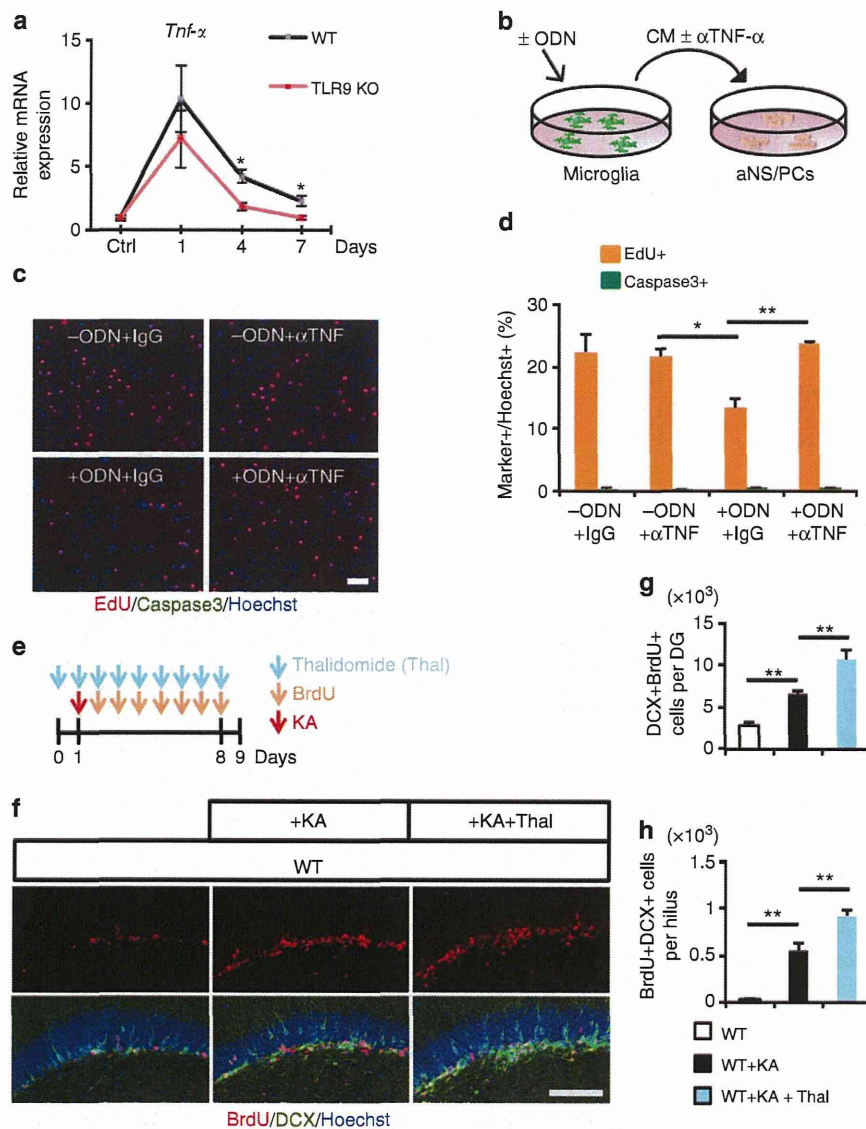 a
Tnf-α
Relative mRNA
expression
15
10
5
0
Ctrl 1 4 7 Days
* *
WT
TLR9 KO
b
± ODN
CM ± αTNF-α
Microglia
aNS/PCs
c
–ODN+IgG
–ODN+αTNF
+ODN+IgG
+ODN+αTNF
EdU/Caspase3/Hoechst
d
EdU+
Caspase3+
Marker+/Hoechst+ (%)
30
20
10
0
* **
–ODN
+IgG
–ODN
+αTNF
+ODN
+IgG
+ODN
+αTNF
e
Thalidomide (Thal)
BrdU
KA
0 1 8 9 Days
f
+KA
+KA+Thal
WT
BrdU/DCX/Hoechst
g
(×10³)
DCX+BrdU+
cells per DG
15
10
5
0
** **
h
(×10³)
BrdU+DCX+ cells
per hilus
1.5
1
0.5
0
** **
WT
WT+KA
WT+KA + Thal